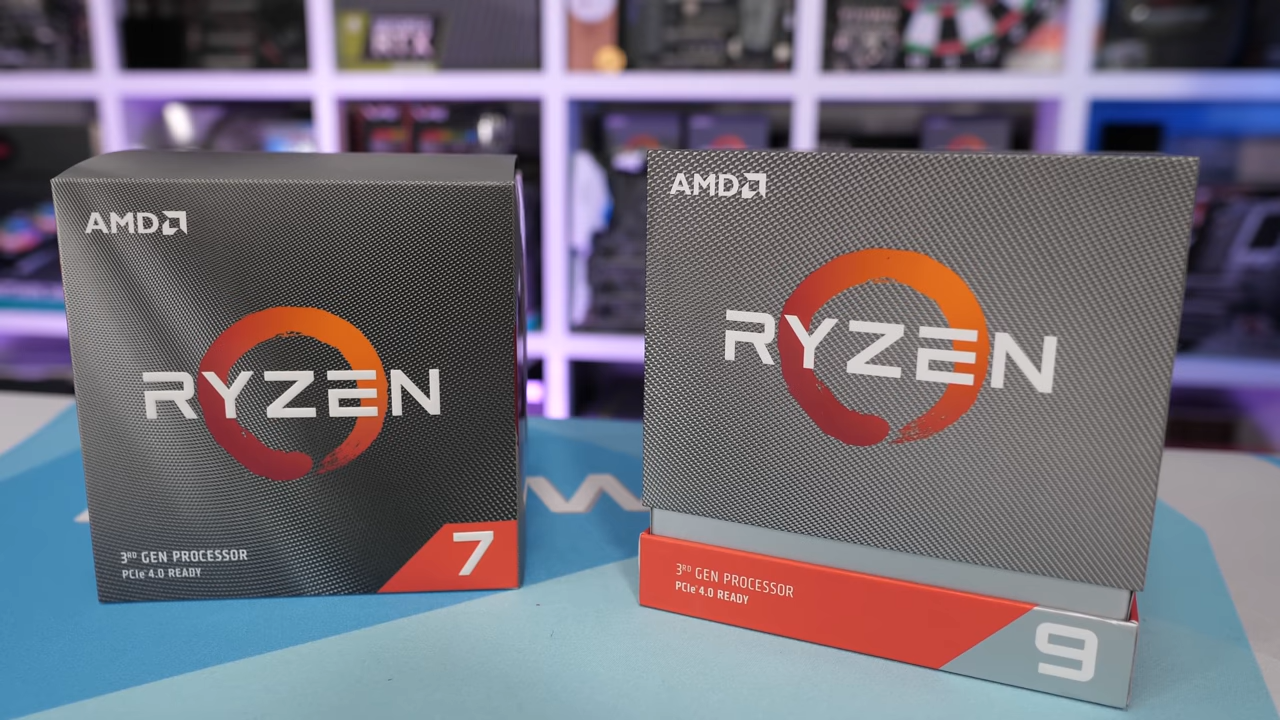 AMD
RYZEN
3RD GEN PROCESSOR
PCIe 4.0 READY
7
AMD
RYZEN
3RD GEN PROCESSOR
PCIe 4.0 READY
9